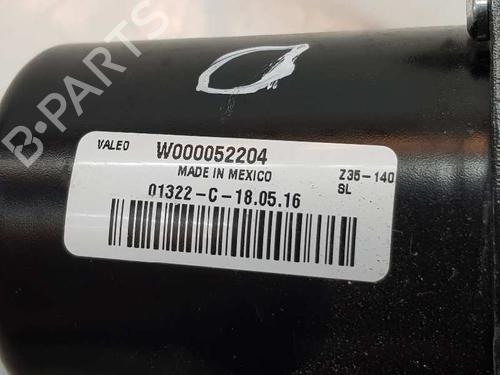 B-PARTS
VALEO W000052204 Z35-140
MADE IN MEXICO SL
01322-C-18.05.16